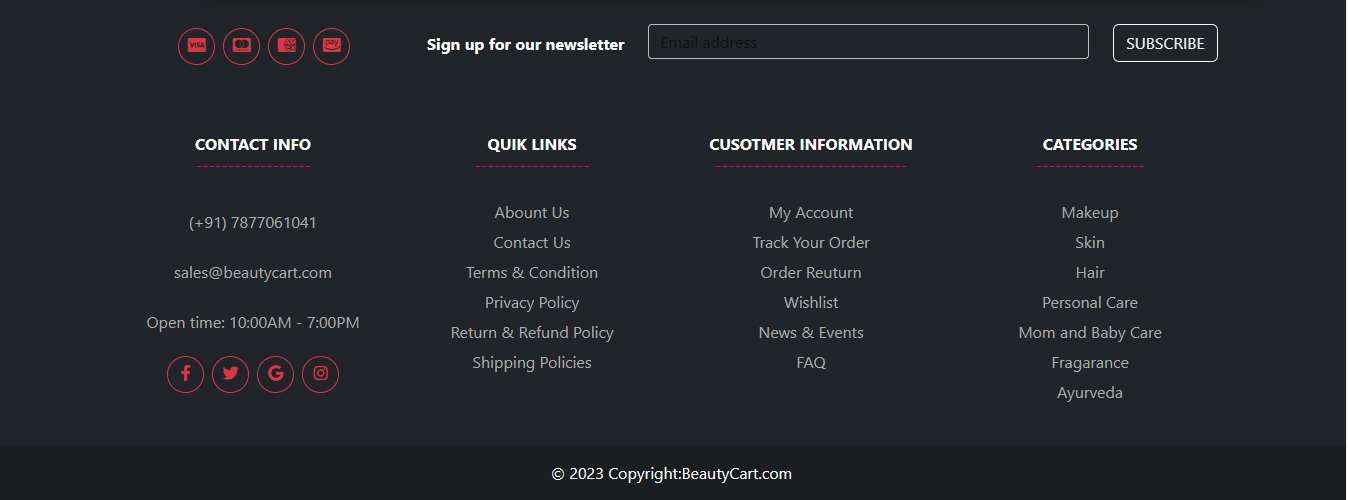 VISA
Sign up for our newsletter
Email address
SUBSCRIBE
CONTACT INFO
(+91) 7877061041
sales@beautycart.com
Open time: 10:00AM - 7:00PM
QUIK LINKS
Abount Us
Contact Us
Terms & Condition
Privacy Policy
Return & Refund Policy
Shipping Policies
CUSOTMER INFORMATION
My Account
Track Your Order
Order Reuturn
Wishlist
News & Events
FAQ
CATEGORIES
Makeup
Skin
Hair
Personal Care
Mom and Baby Care
Fragarance
Ayurveda
© 2023 Copyright:BeautyCart.com